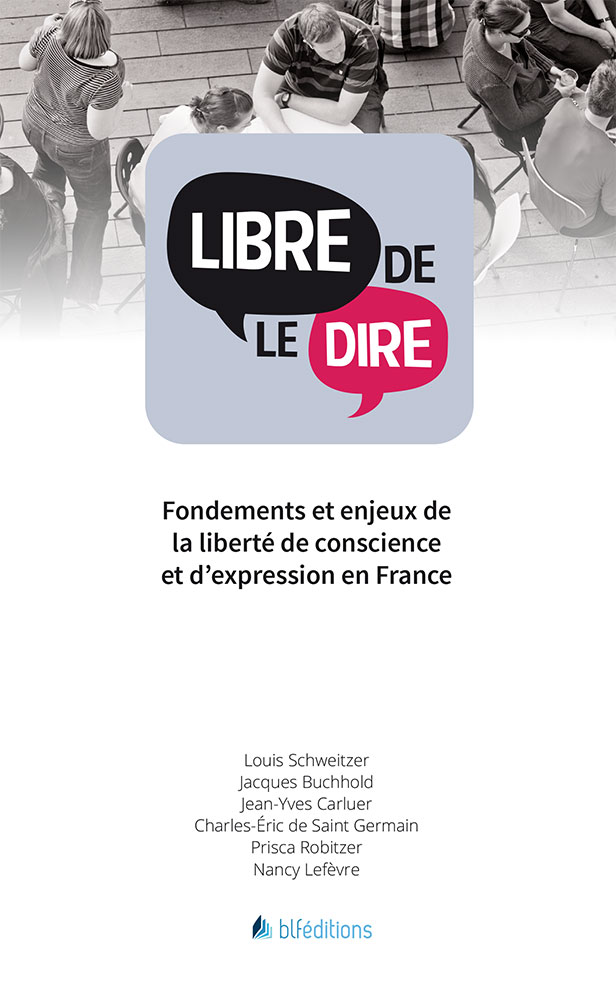 LIBRE DE
LE DIRE
Fondements et enjeux de
la liberté de conscience
et d’expression en France
Louis Schweitzer
Jacques Buchhold
Jean-Yves Carluer
Charles-Éric de Saint Germain
Prisca Robitzer
Nancy Lefèvre
blféditions